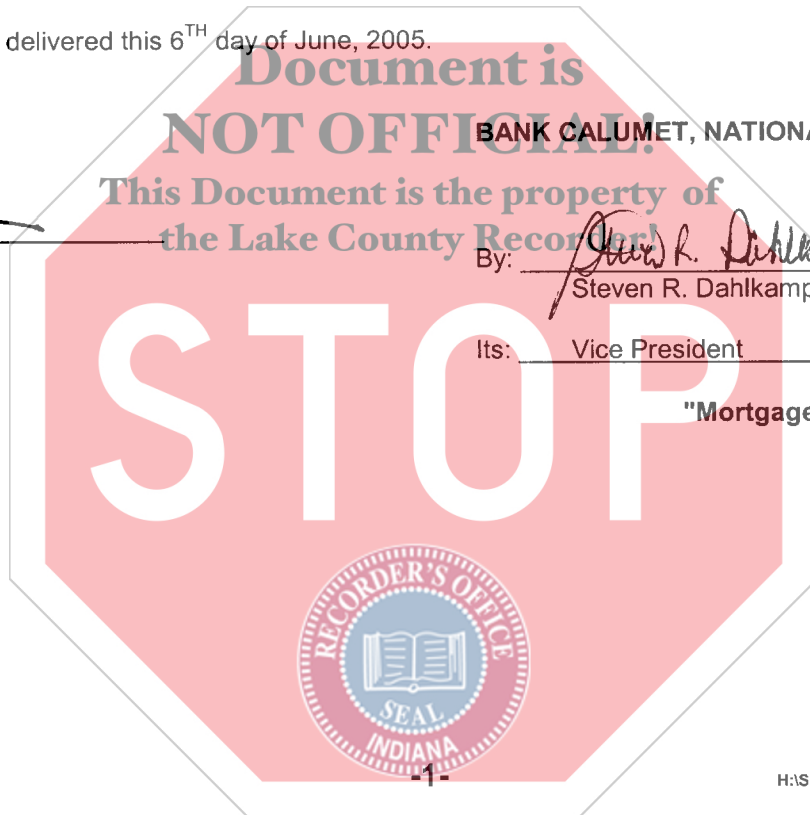 delivered this 6TH day of June, 2005.
Document is
NOT OFFICIAL!
BANK CALUMET, NATIONA
This Document is the property of
the Lake County Recorder!
By:
Steven R. Dahlkamp
Its: Vice President
"Mortgage
STOP
RECORDER'S OFFICE
SEAL
INDIANA
-1-
H:\S